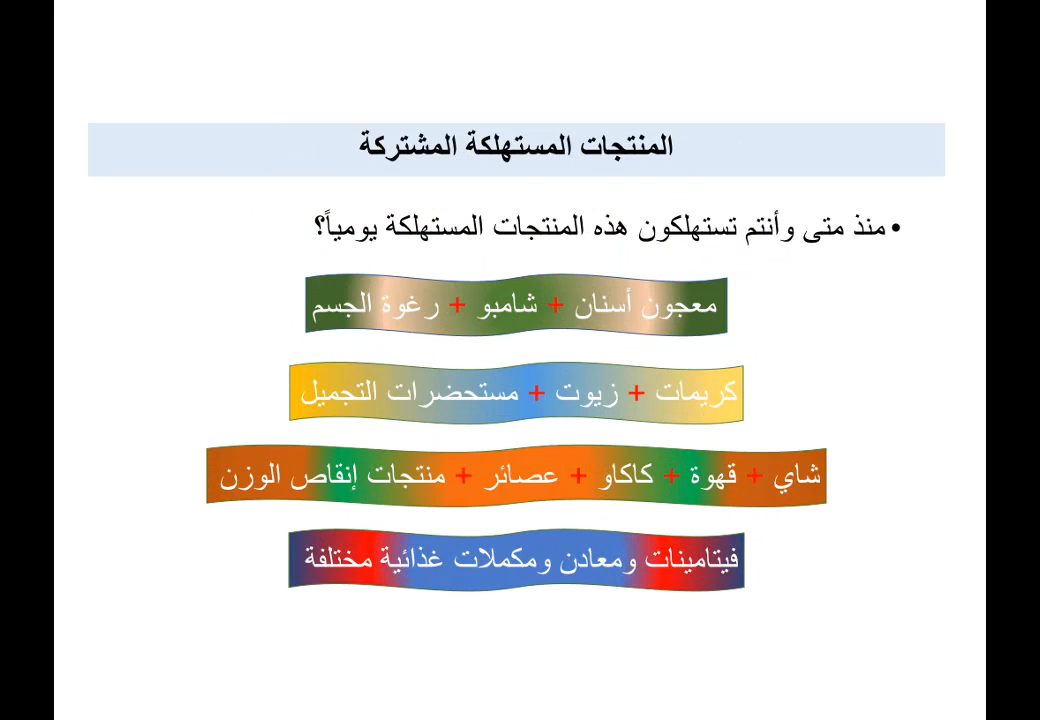 المنتجات المستهلكة المشتركة
• منذ متى وأنتم تستهلكون هذه المنتجات المستهلكة يومياً؟
معجون أسنان + شامبو + رغوة الجسم
كريمات + زيوت + مستحضرات التجميل
شاي + قهوة + كاكاو + عصائر + منتجات إنقاص الوزن
فيتامينات ومعادن ومكملات غذائية مختلفة